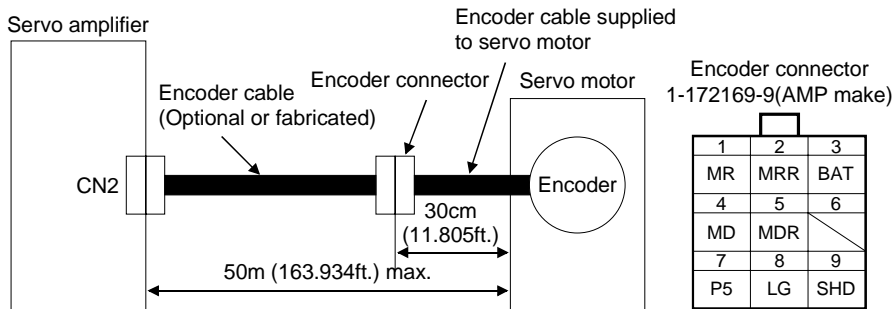 Servo amplifier
CN2
Encoder cable
(Optional or fabricated)
Encoder connector
Encoder cable supplied
to servo motor
Servo motor
Encoder
30cm
(11.805ft.)
50m (163.934ft.) max.
Encoder connector
1-172169-9(AMP make)
1 2 3
MR MRR BAT
4 5 6
MD MDR
7 8 9
P5 LG SHD